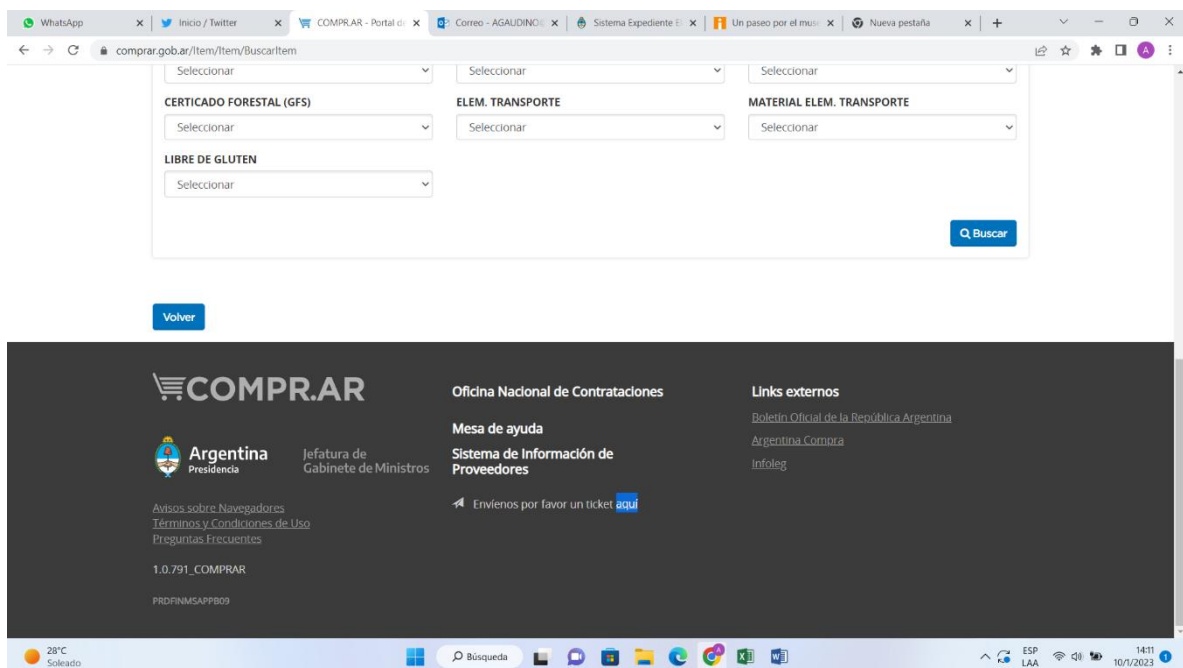 WhatsApp
Inicio / Twitter
COMPR.AR - Portal de
Correo - AGAUDINO
Sistema Expediente El
Un paseo por el mus
Nueva pestaña
comprar.gob.ar/Item/Item/BuscarItem
A
Seleccionar Seleccionar Seleccionar
CERTICADO FORESTAL (GFS) ELEM. TRANSPORTE MATERIAL ELEM. TRANSPORTE
Seleccionar Seleccionar Seleccionar
LIBRE DE GLUTEN
Seleccionar
Buscar
Volver
COMPR.AR
Argentina
Presidencia
Jefatura de
Gabinete de Ministros
Avisos sobre Navegadores
Términos y Condiciones de Uso
Preguntas Frecuentes
1.0.791_COMPRAR
PRDFINMSAPPB09
Oficina Nacional de Contrataciones
Mesa de ayuda
Sistema de Información de
Proveedores
Envíenos por favor un ticket aquí
Links externos
Boletín Oficial de la República Argentina
Argentina Compra
Infoleg
28°C
Soleado
Búsqueda
ESP
LAA
14:11
10/1/2023
1